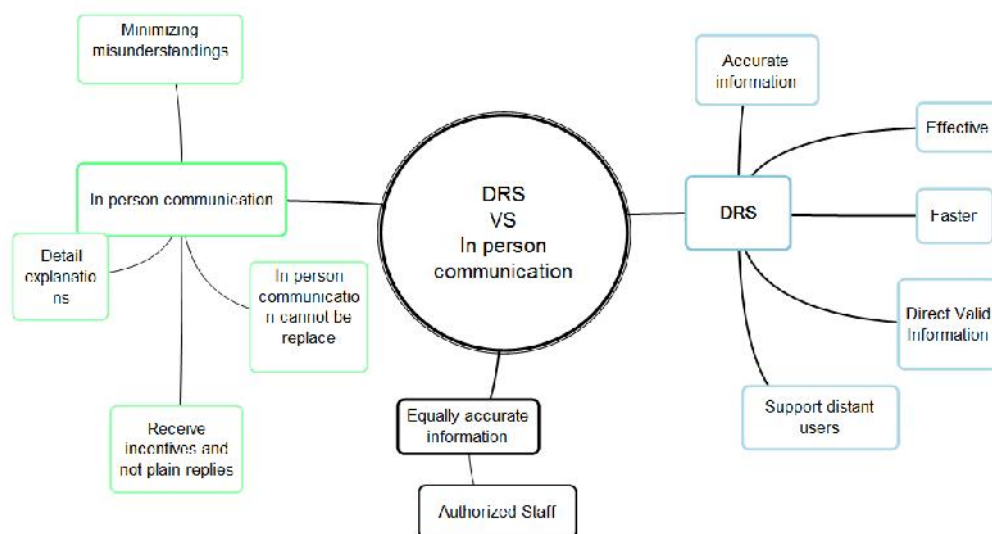 Minimizing
misunderstandings
In person communication
Detail
explanatio
ns
In person
communicatio
n cannot be
replace
Receive
incentives and
not plain replies
DRS
VS
In person
communication
Equally accurate
information
Authorized Staff
Accurate
information
DRS
Effective
Faster
Direct Valid
Information
Support distant
users